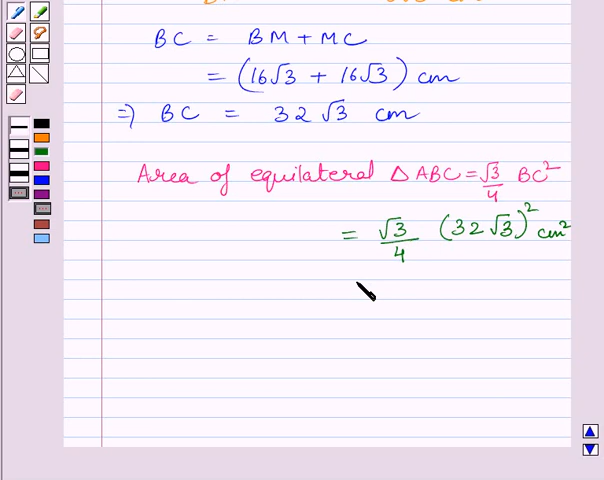 BC = BM + MC
= (16√3 + 16√3) cm
⇒ BC = 32√3 cm
Area of equilateral △ABC = √3/4 BC²
= √3/4 (32√3)² cm²